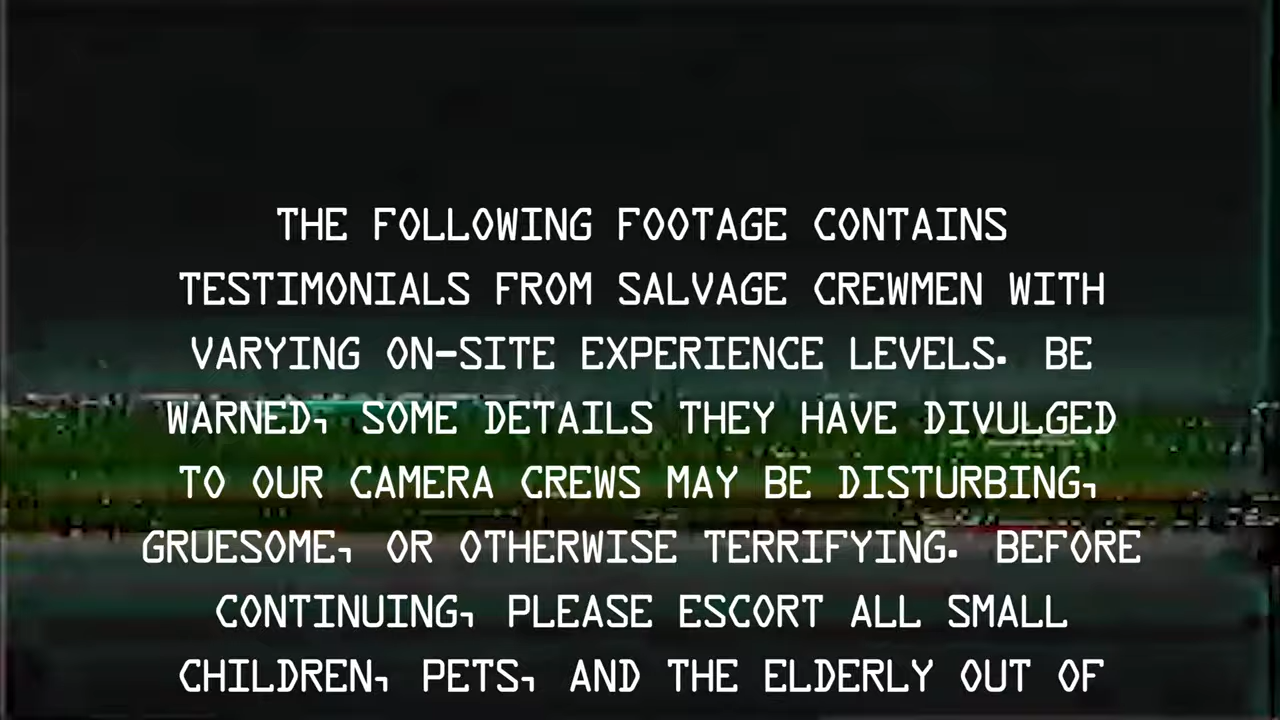 THE FOLLOWING FOOTAGE CONTAINS
TESTIMONIALS FROM SALVAGE CREWMEN WITH
VARYING ON-SITE EXPERIENCE LEVELS. BE
WARNED, SOME DETAILS THEY HAVE DIVULGED
TO OUR CAMERA CREWS MAY BE DISTURBING,
GRUESOME, OR OTHERWISE TERRIFYING. BEFORE
CONTINUING, PLEASE ESCORT ALL SMALL
CHILDREN, PETS, AND THE ELDERLY OUT OF